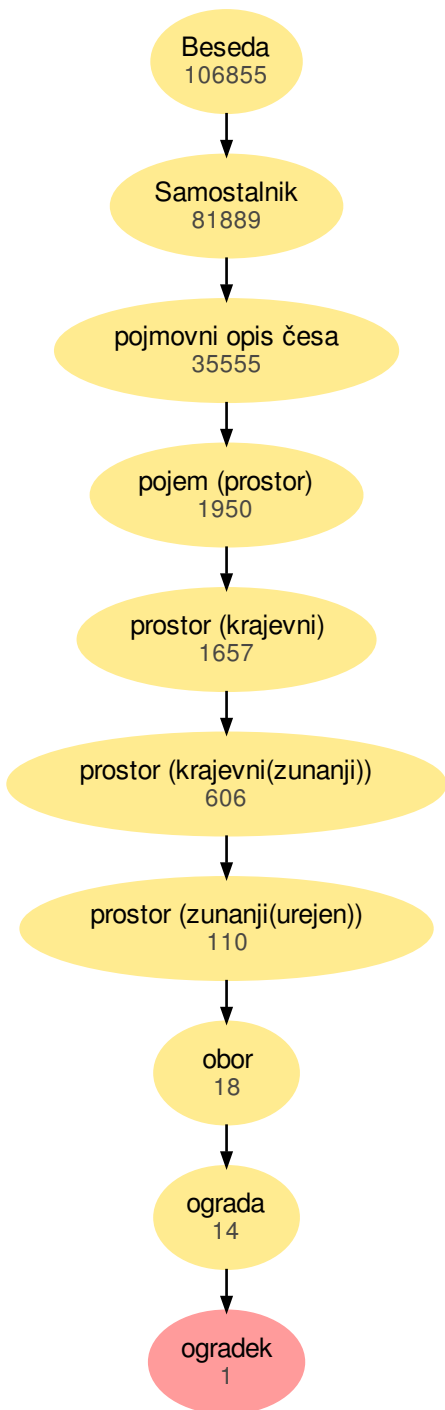 Beseda
106855
Samostalnik
81889
pojmovni opis česa
35555
pojem (prostor)
1950
prostor (krajevni)
1657
prostor (krajevni(zunanji))
606
prostor (zunanji(urejen))
110
obor
18
ograda
14
ogradek
1